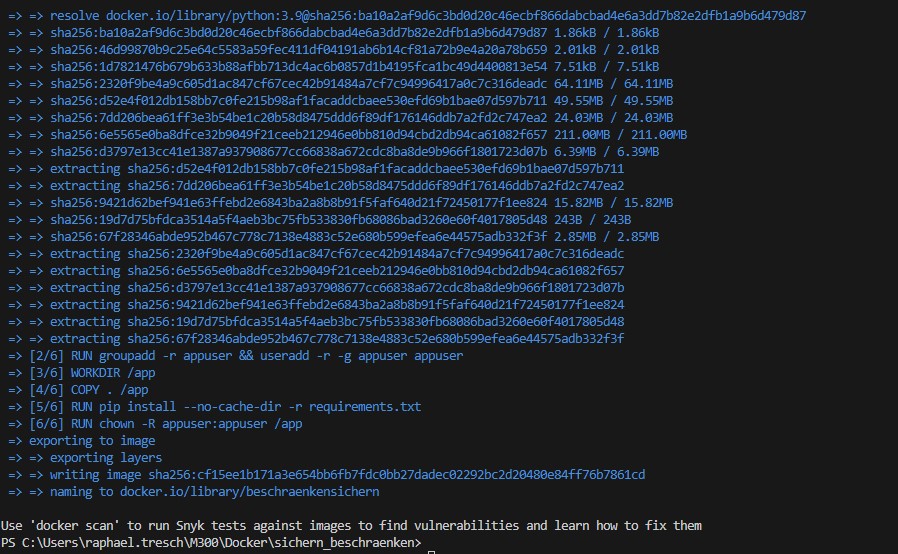 => => resolve docker.io/library/python:3.9@sha256:ba10a2af9d6c3bd0d20c46ecbf866dabcbad4e6a3dd7b82e2dfb1a9b6d479d87
=> => sha256:ba10a2af9d6c3bd0d20c46ecbf866dabcbad4e6a3dd7b82e2dfb1a9b6d479d87 1.86kB / 1.86kB
=> => sha256:46d99870b9c25e64c5583a59fec411df04191ab6b14cf81a72b9e4a20a78b659 2.01kB / 2.01kB
=> => sha256:1d7821476b679b633b88afbb713dc4ac6b0857d1b4195fca1bc49d4400813e54 7.51kB / 7.51kB
=> => sha256:2320f9be4a9c605d1ac847cf67cec42b91484a7cf7c94996417a0c7c316deadc 64.11MB / 64.11MB
=> => sha256:d52e4f012db158bb7c0fe215b98af1facaddcbaee530efd69b1bae07d597b711 49.55MB / 49.55MB
=> => sha256:7dd206bea61ff3e3b54be1c20b58d8475ddd6f89df176146ddb7a2fd2c747ea2 24.03MB / 24.03MB
=> => sha256:6e5565e0ba8dfce32b9049f21ceeb212946e0bb810d94cbd2db94ca61082f657 211.00MB / 211.00MB
=> => sha256:d3797e13cc41e1387a937908677cc66838a672cdc8ba8de9b966f1801723d07b 6.39MB / 6.39MB
=> => extracting sha256:d52e4f012db158bb7c0fe215b98af1facaddcbaee530efd69b1bae07d597b711
=> => extracting sha256:7dd206bea61ff3e3b54be1c20b58d8475ddd6f89df176146ddb7a2fd2c747ea2
=> => sha256:9421d62bef941e63ffebd2e6843ba2a8b8b91f5faf640d21f72450177f1ee824 15.82MB / 15.82MB
=> => sha256:19d7d75bfdca3514a5f4aeb3bc75fb533830fb68086bad3260e60f4017805d48 243B / 243B
=> => sha256:67f28346abde952b467c778c7138e4883c52e680b599efea6e44575adb332f3f 2.85MB / 2.85MB
=> => extracting sha256:2320f9be4a9c605d1ac847cf67cec42b91484a7cf7c94996417a0c7c316deadc
=> => extracting sha256:6e5565e0ba8dfce32b9049f21ceeb212946e0bb810d94cbd2db94ca61082f657
=> => extracting sha256:d3797e13cc41e1387a937908677cc66838a672cdc8ba8de9b966f1801723d07b
=> => extracting sha256:9421d62bef941e63ffebd2e6843ba2a8b8b91f5faf640d21f72450177f1ee824
=> => extracting sha256:19d7d75bfdca3514a5f4aeb3bc75fb533830fb68086bad3260e60f4017805d48
=> => extracting sha256:67f28346abde952b467c778c7138e4883c52e680b599efea6e44575adb332f3f
=> [2/6] RUN groupadd -r appuser && useradd -r -g appuser appuser
=> [3/6] WORKDIR /app
=> [4/6] COPY . /app
=> [5/6] RUN pip install --no-cache-dir -r requirements.txt
=> [6/6] RUN chown -R appuser:appuser /app
=> exporting to image
=> => exporting layers
=> => writing image sha256:cf15ee1b171a3e654bb6fb7fdc0bb27dadec02292bc2d20480e84ff76b7861cd
=> => naming to docker.io/library/beschraenkensichern
Use 'docker scan' to run Snyk tests against images to find vulnerabilities and learn how to fix them
PS C:\Users\raphael.tresch\M300\Docker\sichern_beschraenken>